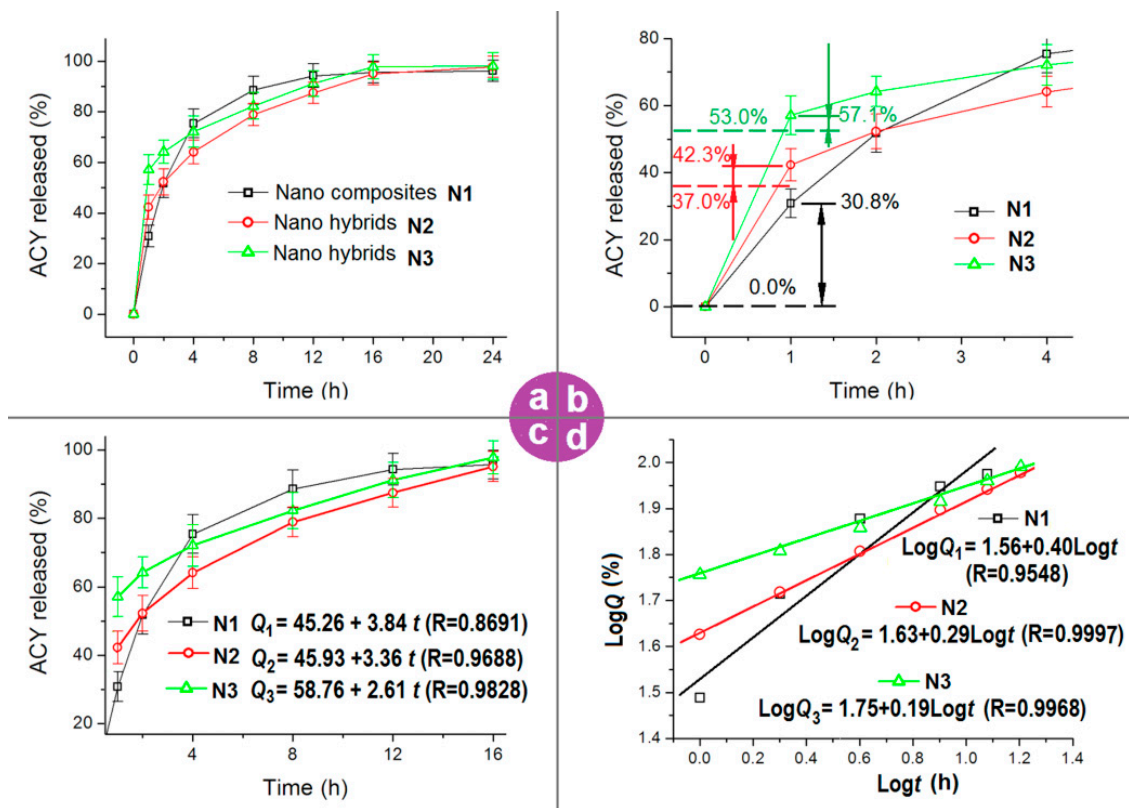 100
80
60
40
20
0
ACY released (%)
Nano composites N1
Nano hybrids N2
Nano hybrids N3
0 4 8 12 16 20 24
Time (h)
80
60
40
20
0
ACY released (%)
53.0%
57.1%
42.3%
37.0%
30.8%
0.0%
N1
N2
N3
0 1 2 3 4
Time (h)
a b
c d
100
80
60
40
20
ACY released (%)
N1 Q1 = 45.26 + 3.84 t (R=0.8691)
N2 Q2 = 45.93 +3.36 t (R=0.9688)
N3 Q3 = 58.76 + 2.61 t (R=0.9828)
4 8 12 16
Time (h)
2.0
1.9
1.8
1.7
1.6
1.5
1.4
LogQ (%)
N1
LogQ1= 1.56+0.40Logt
(R=0.9548)
N2
LogQ2= 1.63+0.29Logt (R=0.9997)
N3
LogQ3= 1.75+0.19Logt (R=0.9968)
0.0 0.2 0.4 0.6 0.8 1.0 1.2 1.4
Logt (h)